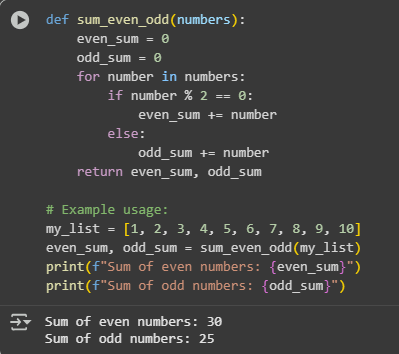 def sum_even_odd(numbers):
    even_sum = 0
    odd_sum = 0
    for number in numbers:
        if number % 2 == 0:
            even_sum += number
        else:
            odd_sum += number
    return even_sum, odd_sum

# Example usage:
my_list = [1, 2, 3, 4, 5, 6, 7, 8, 9, 10]
even_sum, odd_sum = sum_even_odd(my_list)
print(f"Sum of even numbers: {even_sum}")
print(f"Sum of odd numbers: {odd_sum}")
Sum of even numbers: 30
Sum of odd numbers: 25